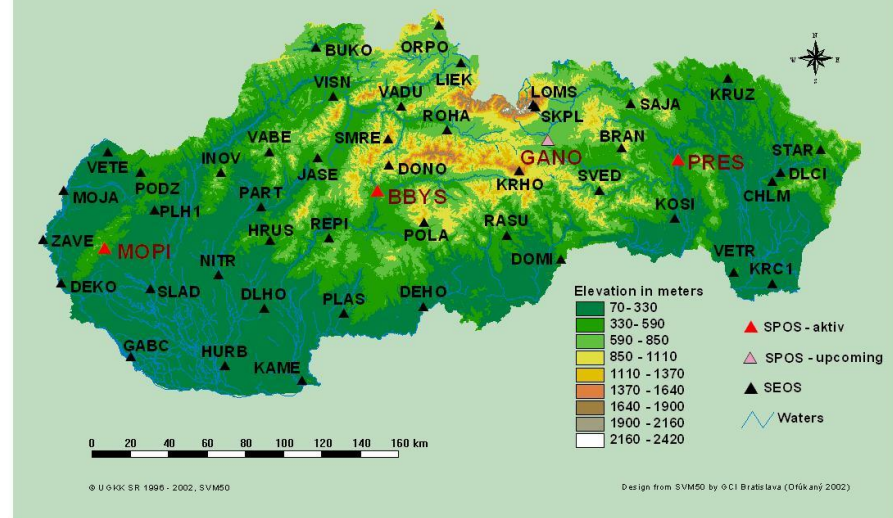 ORPO
BUKO
LIEK
N
W E
S
VISN
VADU
LOMS
KRUZ
SKPL
SAJA
ROHA
SMRE
VABE
BRAN
STAR
VETE
INOV
JASE
DONO
GANO
PRES
DLCI
PODZ
KRHO
SVED
CHLM
MOJA
PART
BBYS
PLH1
KOSI
HRUS
REPI
POLA
RASU
ZAVE
MOPI
NITR
DOMI
VETR
KRC1
DEKO
SLAD
DLHO
PLAS
DEHO
GABC
HURB
KAME
Elevation in meters
70 - 330
330 - 590
590 - 850
850 - 1110
1110 - 1370
1370 - 1640
1640 - 1900
1900 - 2160
2160 - 2420
SPOS - aktiv
SPOS - upcoming
SEOS
Waters
0 20 40 60 80 100 120 140 160 km
© UGKK SR 1996 - 2002, SVM50
Design from SVM50 by GCI Bratislava (Ofúkaný 2002)